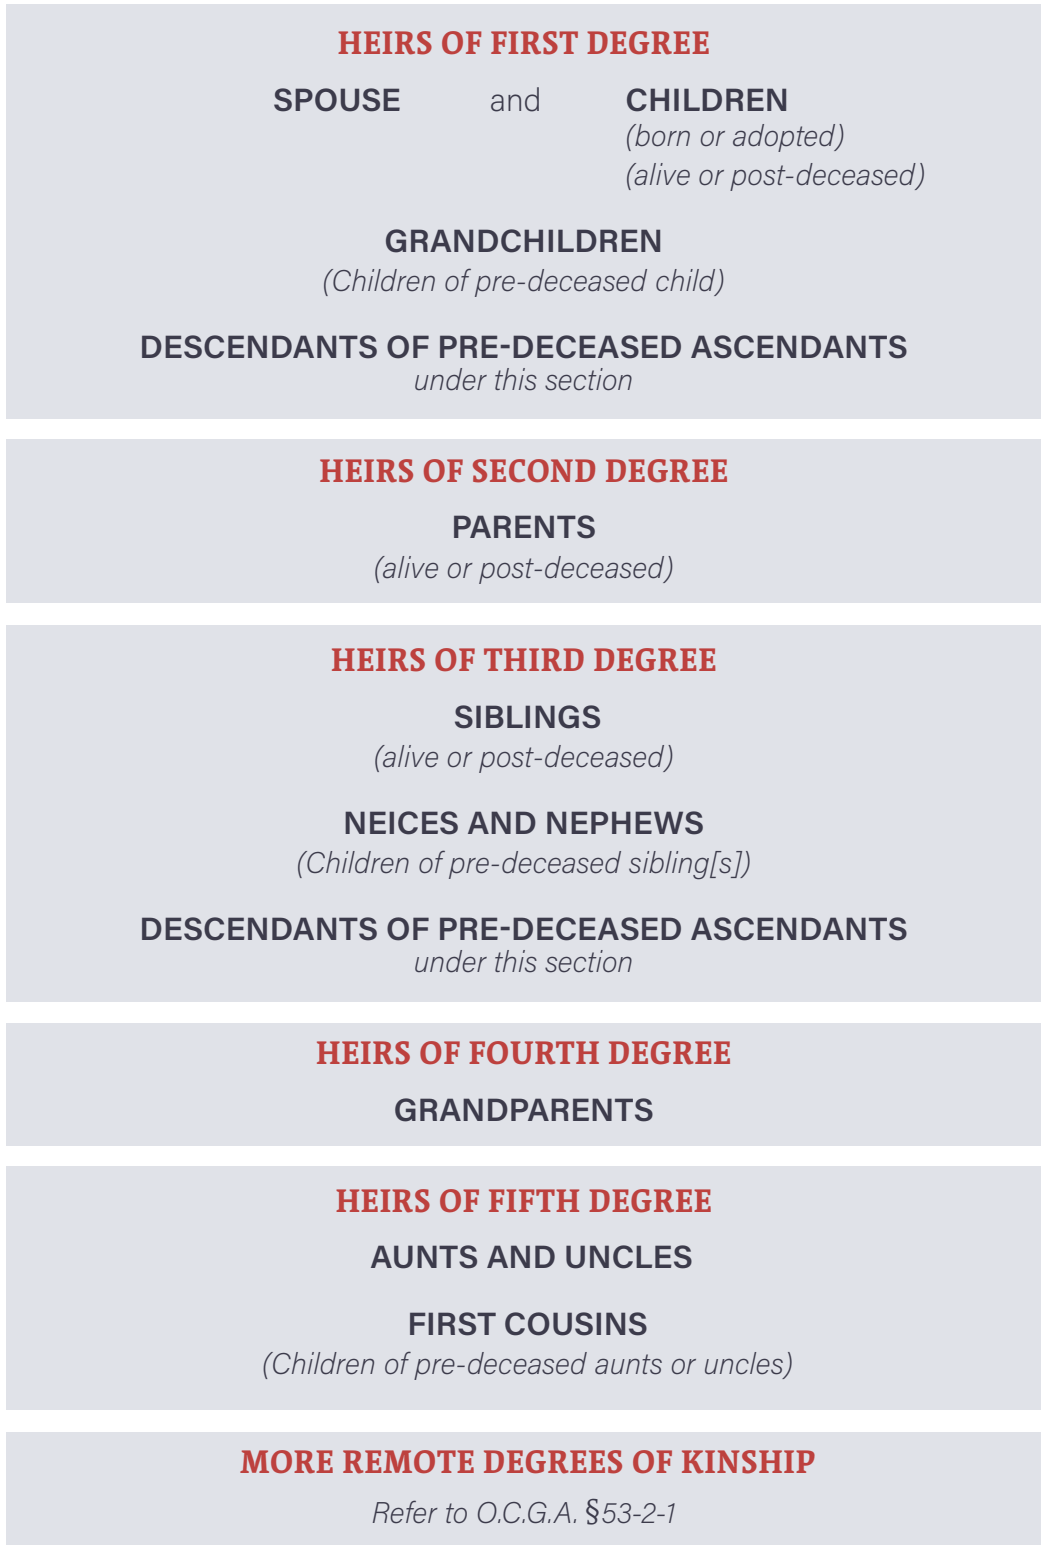 HEIRS OF FIRST DEGREE
SPOUSE and CHILDREN
(born or adopted)
(alive or post-deceased)
GRANDCHILDREN
(Children of pre-deceased child)
DESCENDANTS OF PRE-DECEASED ASCENDANTS
under this section
HEIRS OF SECOND DEGREE
PARENTS
(alive or post-deceased)
HEIRS OF THIRD DEGREE
SIBLINGS
(alive or post-deceased)
NEICES AND NEPHEWS
(Children of pre-deceased sibling[s])
DESCENDANTS OF PRE-DECEASED ASCENDANTS
under this section
HEIRS OF FOURTH DEGREE
GRANDPARENTS
HEIRS OF FIFTH DEGREE
AUNTS AND UNCLES
FIRST COUSINS
(Children of pre-deceased aunts or uncles)
MORE REMOTE DEGREES OF KINSHIP
Refer to O.C.G.A. §53-2-1